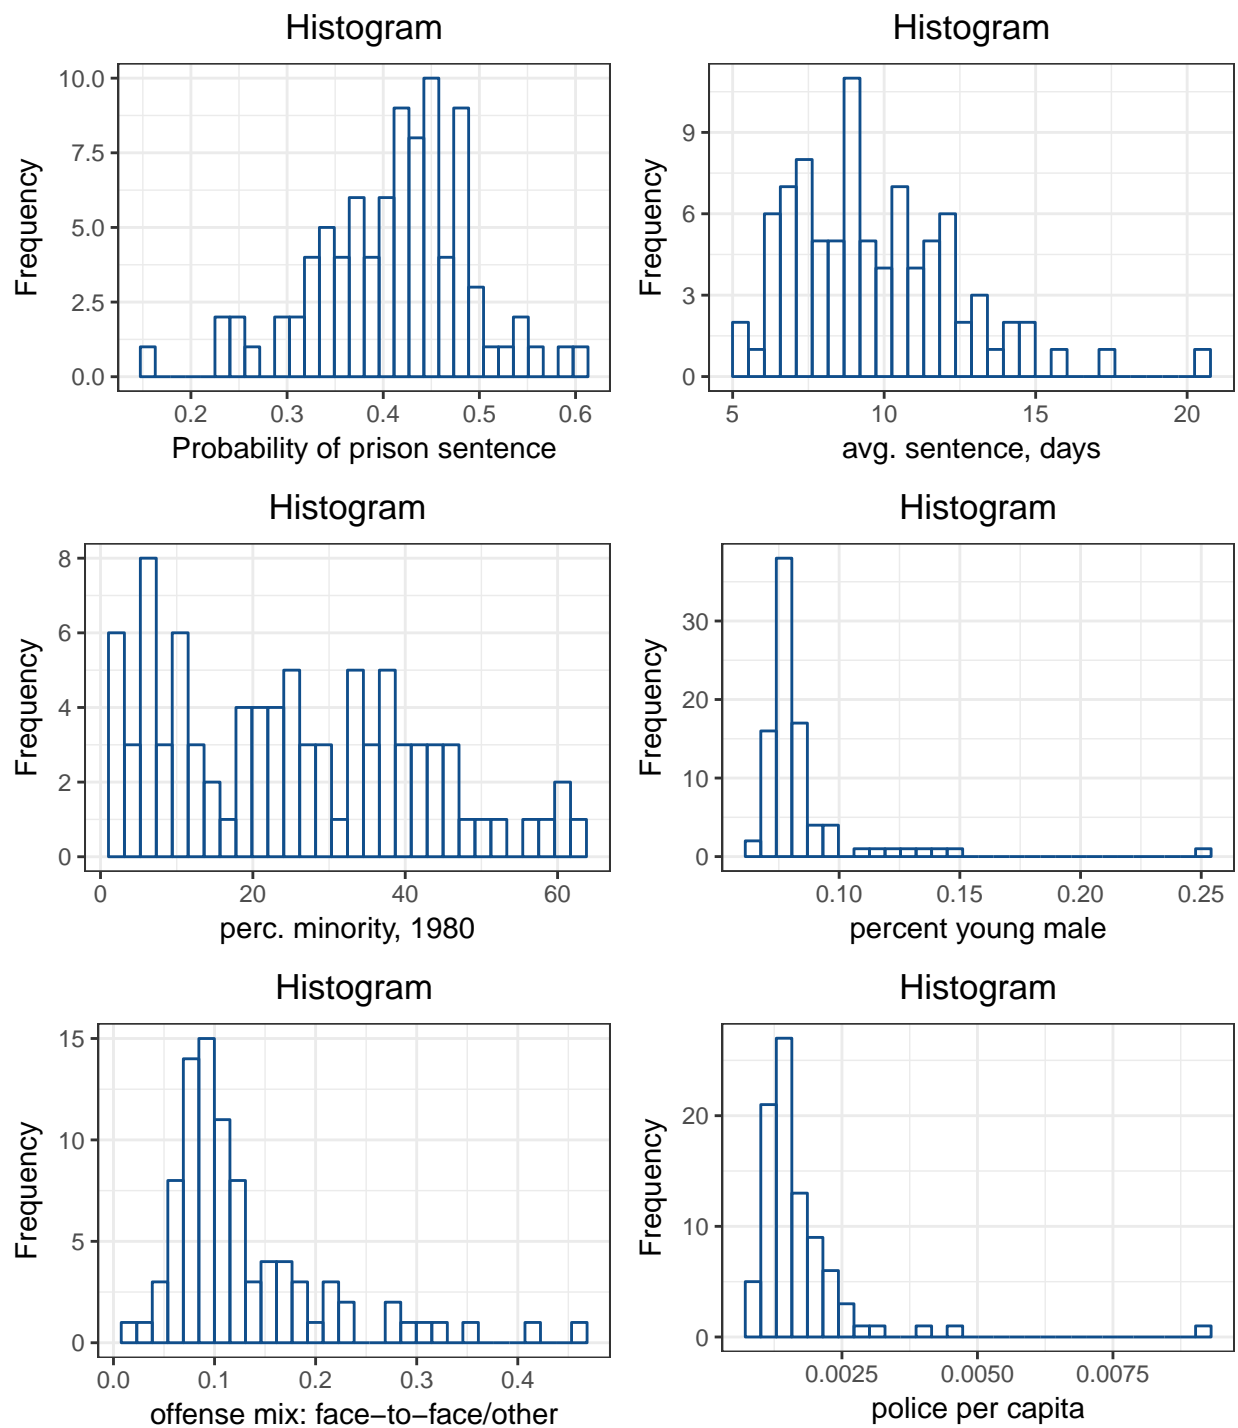 Histogram
Frequency
10.0
7.5
5.0
2.5
0.0
0.2 0.3 0.4 0.5 0.6
Probability of prison sentence
Histogram
Frequency
9
6
3
0
5 10 15 20
avg. sentence, days
Histogram
Frequency
8
6
4
2
0
0 20 40 60
perc. minority, 1980
Histogram
Frequency
30
20
10
0
0.10 0.15 0.20 0.25
percent young male
Histogram
Frequency
15
10
5
0
0.0 0.1 0.2 0.3 0.4
offense mix: face−to−face/other
Histogram
Frequency
20
10
0
0.0025 0.0050 0.0075
police per capita